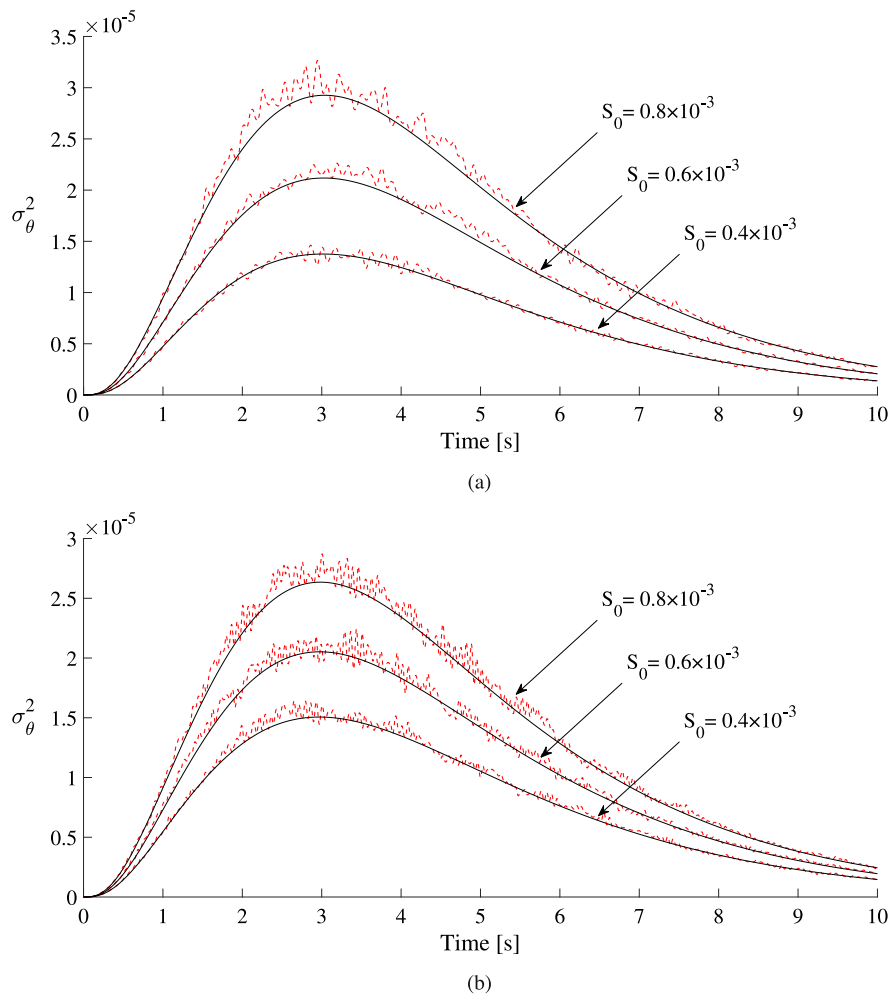 ×10⁻⁵
3.5
3
2.5
2
1.5
1
0.5
0
σ_θ²
S₀= 0.8×10⁻³
S₀= 0.6×10⁻³
S₀= 0.4×10⁻³
0 1 2 3 4 5 6 7 8 9 10
Time [s]
(a)
×10⁻⁵
3
2.5
2
1.5
1
0.5
0
σ_θ²
S₀= 0.8×10⁻³
S₀= 0.6×10⁻³
S₀= 0.4×10⁻³
0 1 2 3 4 5 6 7 8 9 10
Time [s]
(b)